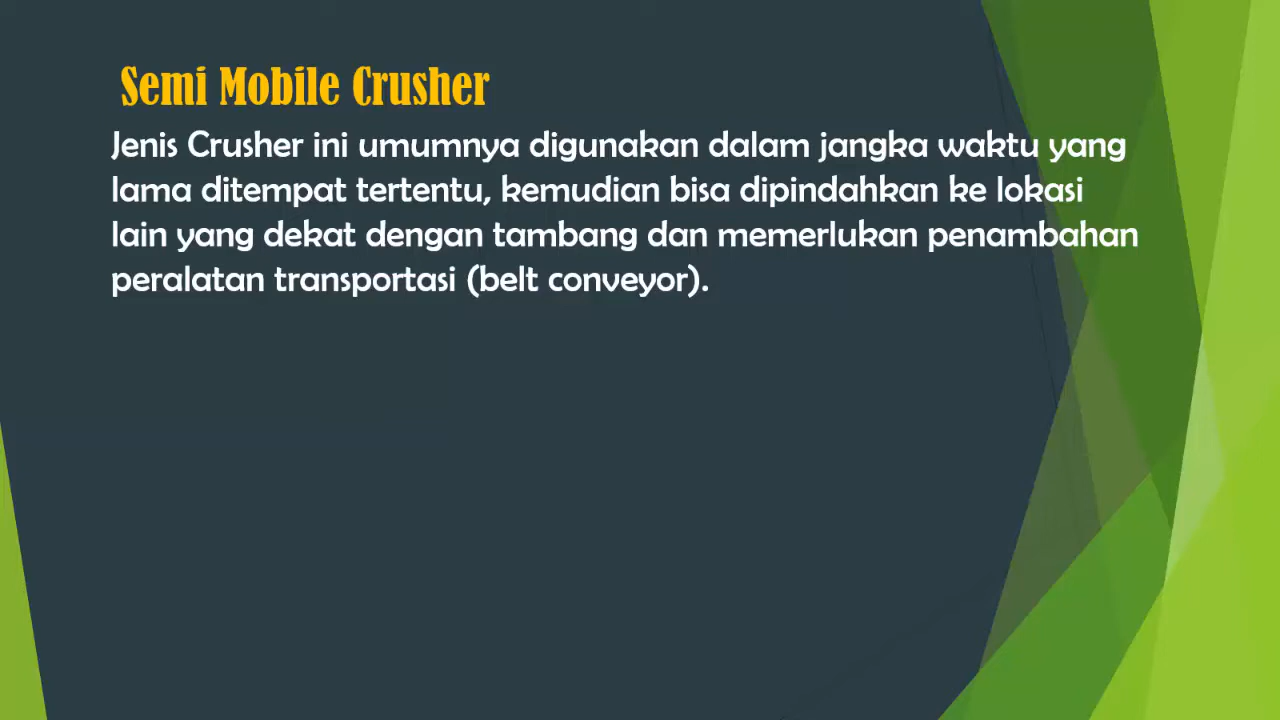 Semi Mobile Crusher
Jenis Crusher ini umumnya digunakan dalam jangka waktu yang
lama ditempat tertentu, kemudian bisa dipindahkan ke lokasi
lain yang dekat dengan tambang dan memerlukan penambahan
peralatan transportasi (belt conveyor).